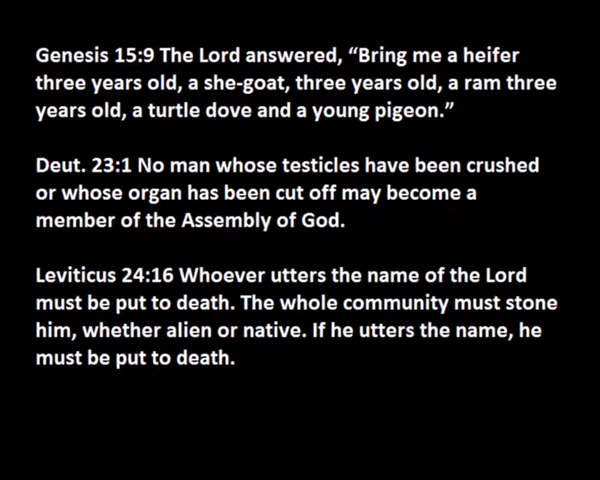 Genesis 15:9 The Lord answered, “Bring me a heifer
three years old, a she-goat, three years old, a ram three
years old, a turtle dove and a young pigeon.”
Deut. 23:1 No man whose testicles have been crushed
or whose organ has been cut off may become a
member of the Assembly of God.
Leviticus 24:16 Whoever utters the name of the Lord
must be put to death. The whole community must stone
him, whether alien or native. If he utters the name, he
must be put to death.